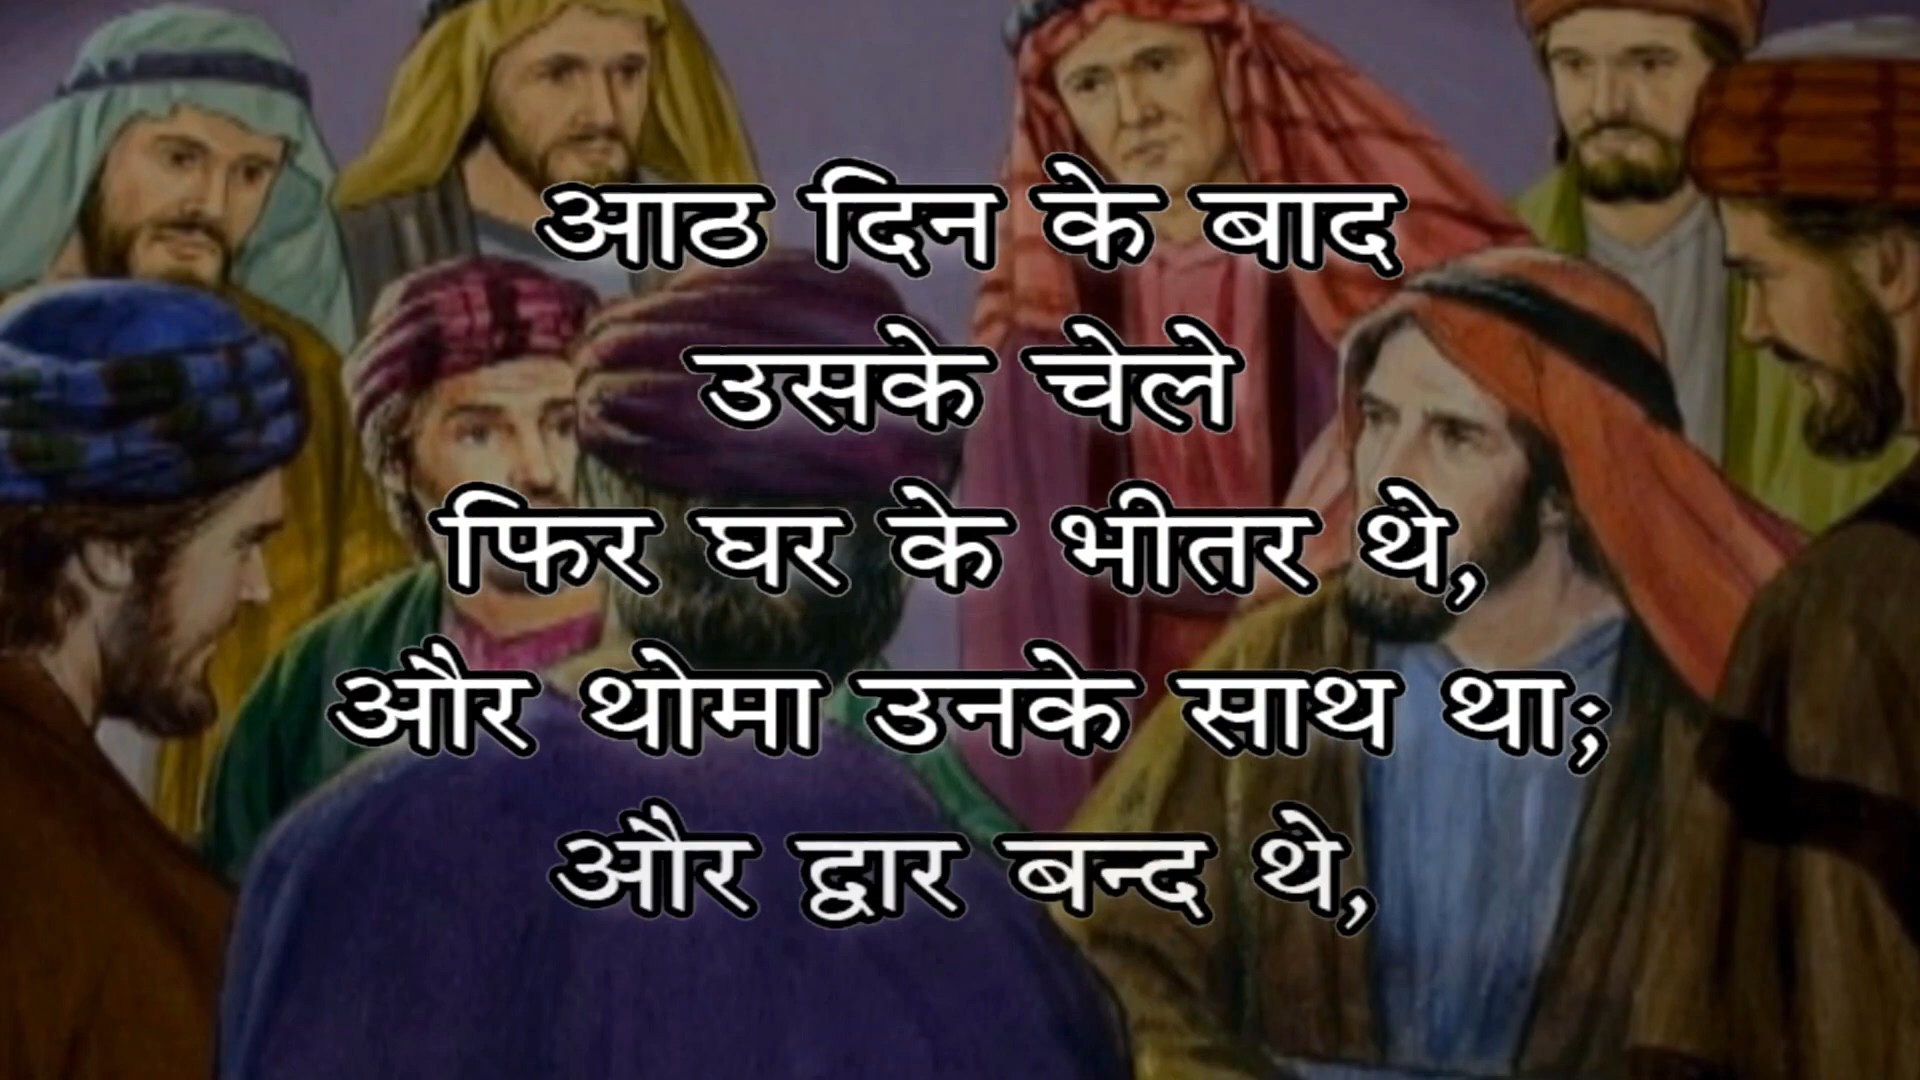 आठ दिन के बाद
उसके चेले
फिर घर के भीतर थे,
और थोमा उनके साथ था;
और द्वार बन्द थे,